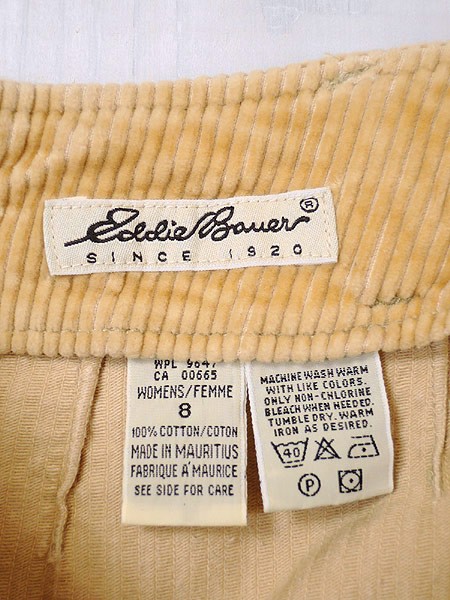 Eddie Bauer®
SINCE 1920
WPL 9647
CA 00665
WOMENS/FEMME
8
100% COTTON/COTON
MADE IN MAURITIUS
FABRIQUE A' MAURICE
SEE SIDE FOR CARE
MACHINE WASH WARM
WITH LIKE COLORS.
ONLY NON-CHLORINE
BLEACH WHEN NEEDED.
TUMBLE DRY. WARM
IRON AS DESIRED.
40
P